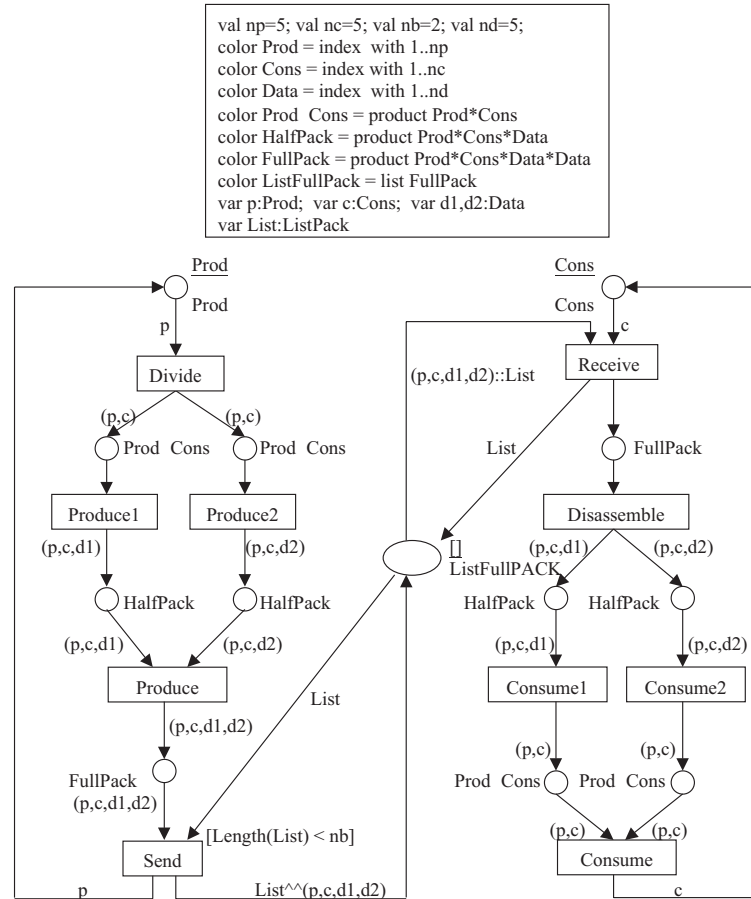 val np=5; val nc=5; val nb=2; val nd=5;
color Prod = index with 1..np
color Cons = index with 1..nc
color Data = index with 1..nd
color Prod Cons = product Prod*Cons
color HalfPack = product Prod*Cons*Data
color FullPack = product Prod*Cons*Data*Data
color ListFullPack = list FullPack
var p:Prod; var c:Cons; var d1,d2:Data
var List:ListPack
Prod
Prod
p
Divide
(p,c)
(p,c)
Prod Cons
Prod Cons
Produce1
Produce2
(p,c,d1)
(p,c,d2)
HalfPack
HalfPack
(p,c,d1)
(p,c,d2)
Produce
(p,c,d1,d2)
FullPack
(p,c,d1,d2)
[Length(List) < nb]
Send
p
List^^(p,c,d1,d2)
List
[]
ListFullPACK
List
(p,c,d1,d2)::List
Cons
Cons
c
Receive
FullPack
Disassemble
(p,c,d1)
(p,c,d2)
HalfPack
HalfPack
(p,c,d1)
(p,c,d2)
Consume1
Consume2
(p,c)
(p,c)
Prod Cons
Prod Cons
(p,c)
(p,c)
Consume
c